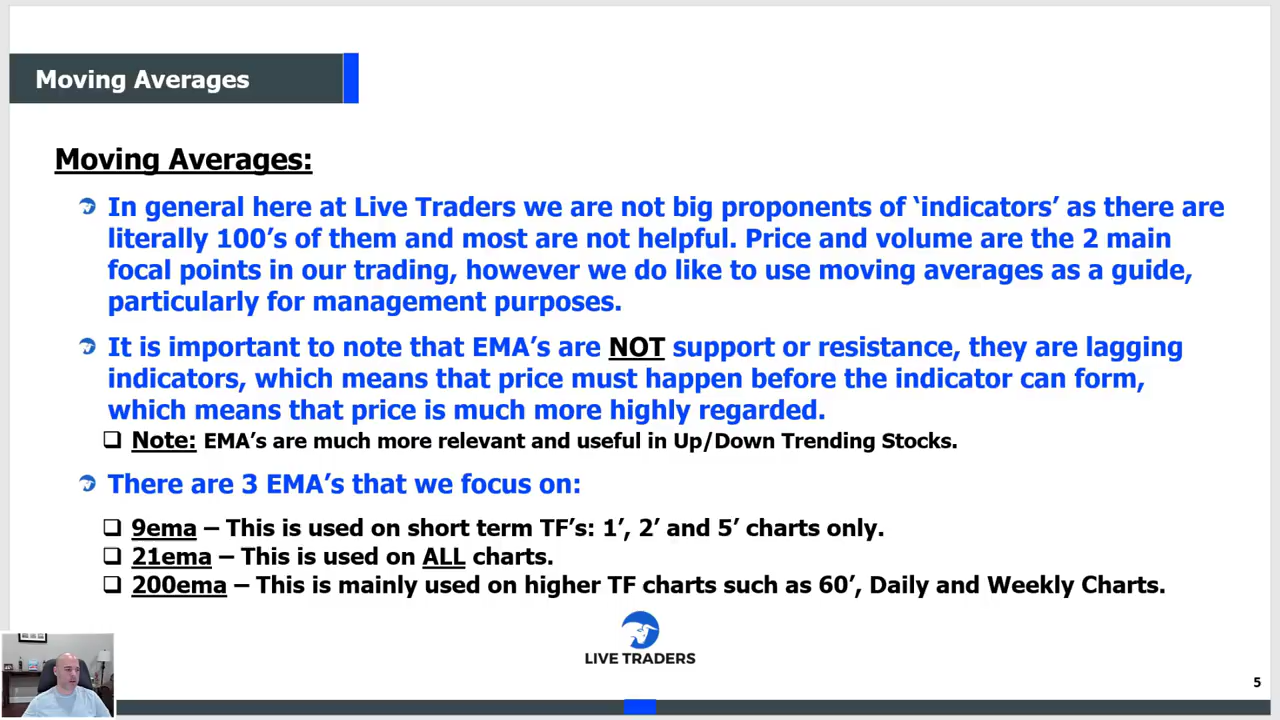 Moving Averages
Moving Averages:
In general here at Live Traders we are not big proponents of ‘indicators’ as there are
literally 100’s of them and most are not helpful. Price and volume are the 2 main
focal points in our trading, however we do like to use moving averages as a guide,
particularly for management purposes.
It is important to note that EMA’s are NOT support or resistance, they are lagging
indicators, which means that price must happen before the indicator can form,
which means that price is much more highly regarded.
Note: EMA’s are much more relevant and useful in Up/Down Trending Stocks.
There are 3 EMA’s that we focus on:
9ema – This is used on short term TF’s: 1’, 2’ and 5’ charts only.
21ema – This is used on ALL charts.
200ema – This is mainly used on higher TF charts such as 60’, Daily and Weekly Charts.
LIVE TRADERS
5